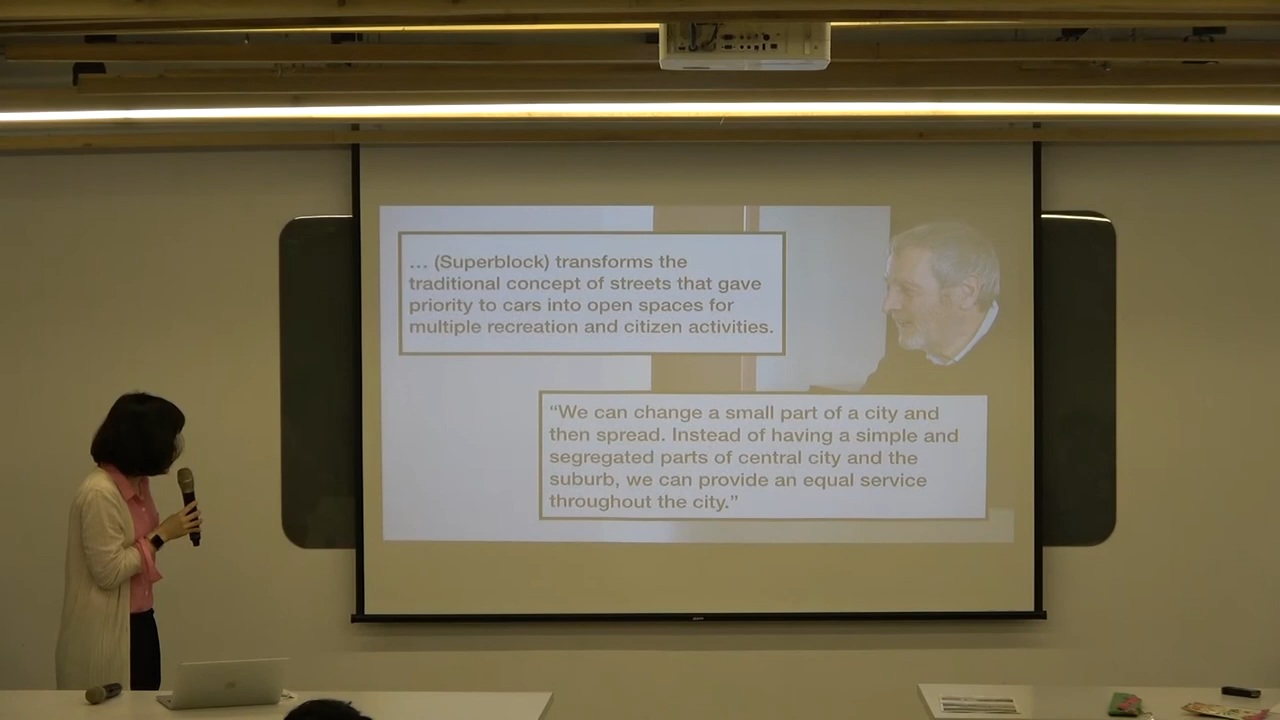 … (Superblock) transforms the
traditional concept of streets that gave
priority to cars into open spaces for
multiple recreation and citizen activities.
“We can change a small part of a city and
then spread. Instead of having a simple and
segregated parts of central city and the
suburb, we can provide an equal service
throughout the city.”